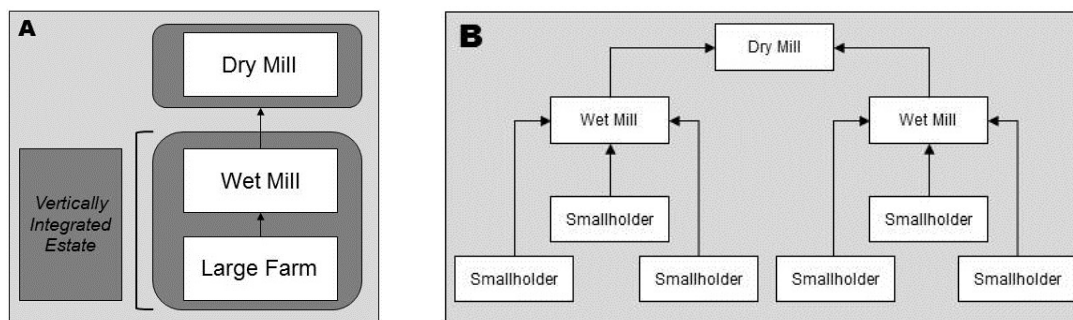 A
Dry Mill
Wet Mill
Vertically
Integrated
Estate
Large Farm
B
Dry Mill
Wet Mill
Wet Mill
Smallholder
Smallholder
Smallholder
Smallholder
Smallholder
Smallholder